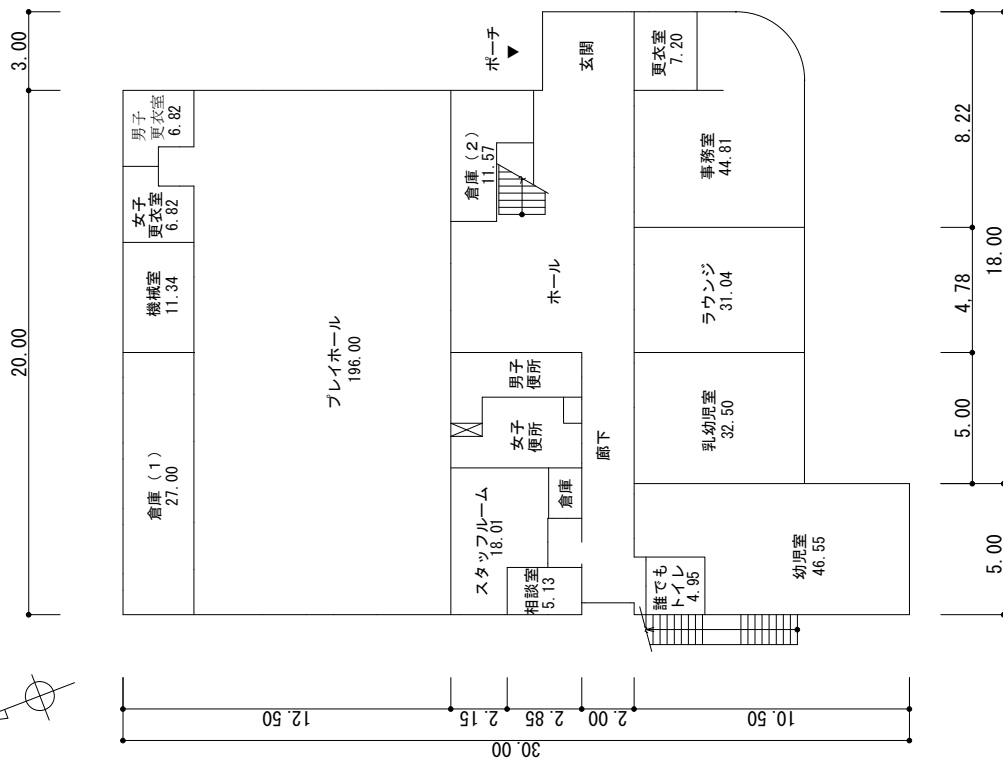 3.00
20.00
ポーチ
玄関
更衣室
7.20
男子
更衣室
6.82
女子
更衣室
6.82
機械室
11.34
倉庫（1）
27.00
プレイホール
196.00
倉庫（2）
11.57
ホール
男子
便所
女子
便所
倉庫
スタッフルーム
18.01
相談室
5.13
廊下
事務室
44.81
ラウンジ
31.04
乳幼児室
32.50
幼児室
46.55
誰でも
トイレ
4.95
8.22
4,78
5.00
18.00
5.00
12.50
2.15
2.85
2.00
10.50
30.00